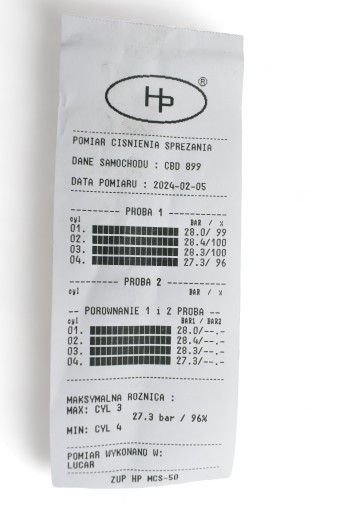 HP ®
POMIAR CISNIENIA SPREZANIA
DANE SAMOCHODU : CBD 899
DATA POMIARU : 2024-02-05
---------- PROBA 1 ----------
cyl BAR / %
01. 28.0/ 99
02. 28.4/100
03. 28.3/100
04. 27.3/ 96
---------- PROBA 2 ----------
cyl BAR / %
-- POROWNANIE 1 i 2 PROBA --
cyl BAR1 / BAR2
01. 28.0/--.-
02. 28.4/--.-
03. 28.3/--.-
04. 27.3/--.-
MAKSYMALNA ROZNICA :
MAX: CYL 3
27.3 bar / 96%
MIN: CYL 4
POMIAR WYKONANO W:
LUCAR
ZUP HP MCS-50